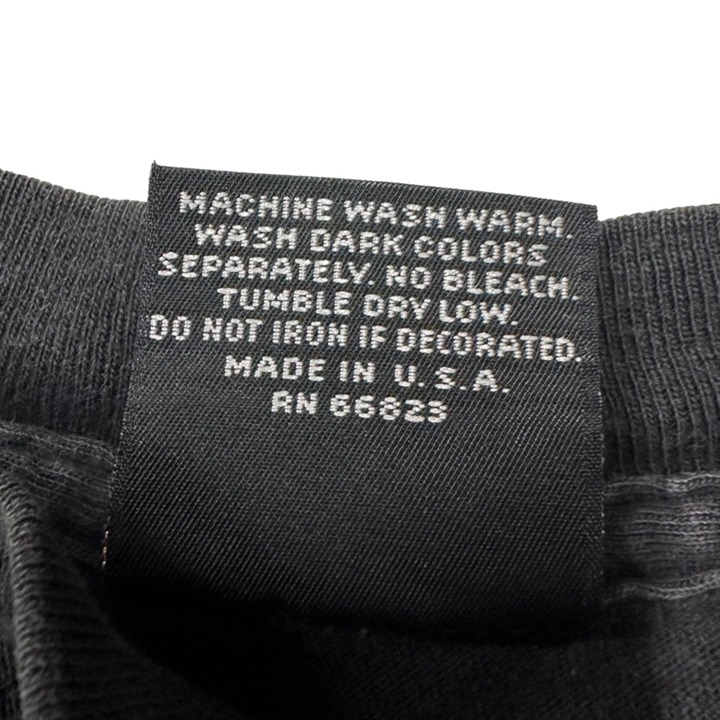 MACHINE WASH WARM.
WASH DARK COLORS
SEPARATELY. NO BLEACH.
TUMBLE DRY LOW.
DO NOT IRON IF DECORATED.
MADE IN U.S.A.
RN 66823